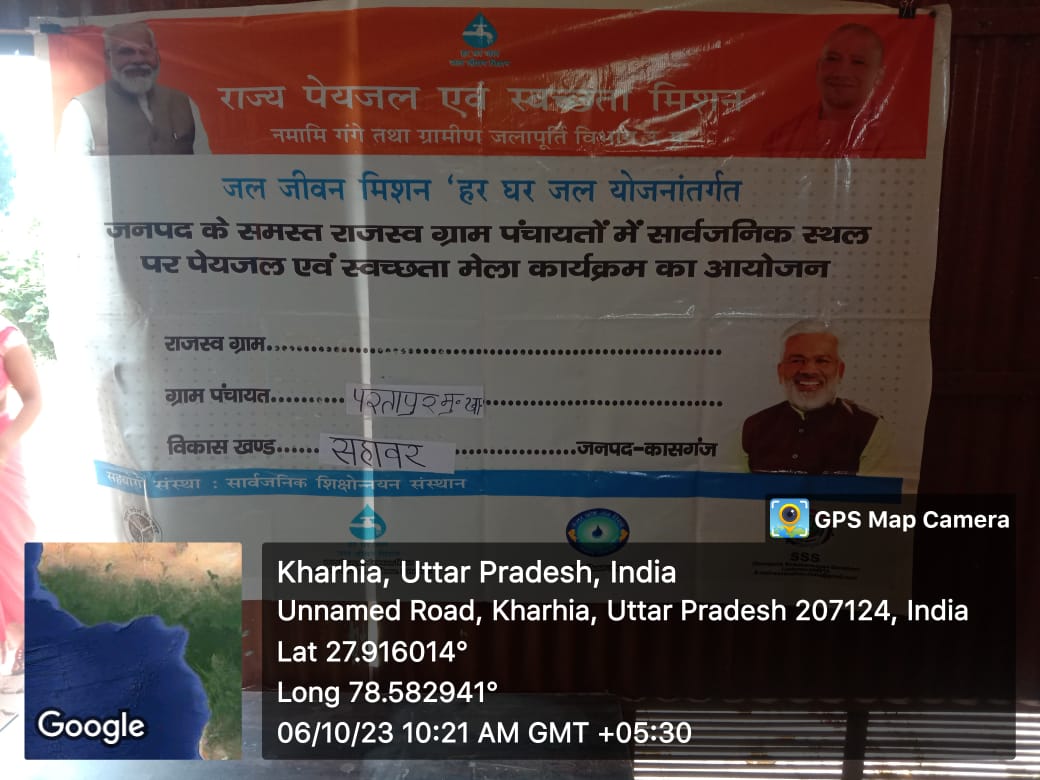 राज्य पेयजल एवं स्वच्छता मिशन
नमामि गंगे तथा ग्रामीण जलापूर्ति विभाग उ. प्र.
जल जीवन मिशन 'हर घर जल योजनांतर्गत
जनपद के समस्त राजस्व ग्राम पंचायतों में सार्वजनिक स्थल
पर पेयजल एवं स्वच्छता मेला कार्यक्रम का आयोजन
राजस्व ग्राम
ग्राम पंचायत परतापुर मु॰
विकास खण्ड सहावर जनपद-कासगंज
सहयोगी संस्था : सार्वजनिक शिक्षोन्नयन संस्थान
SSS
GPS Map Camera
Kharhia, Uttar Pradesh, India
Unnamed Road, Kharhia, Uttar Pradesh 207124, India
Lat 27.916014°
Long 78.582941°
06/10/23 10:21 AM GMT +05:30
Google